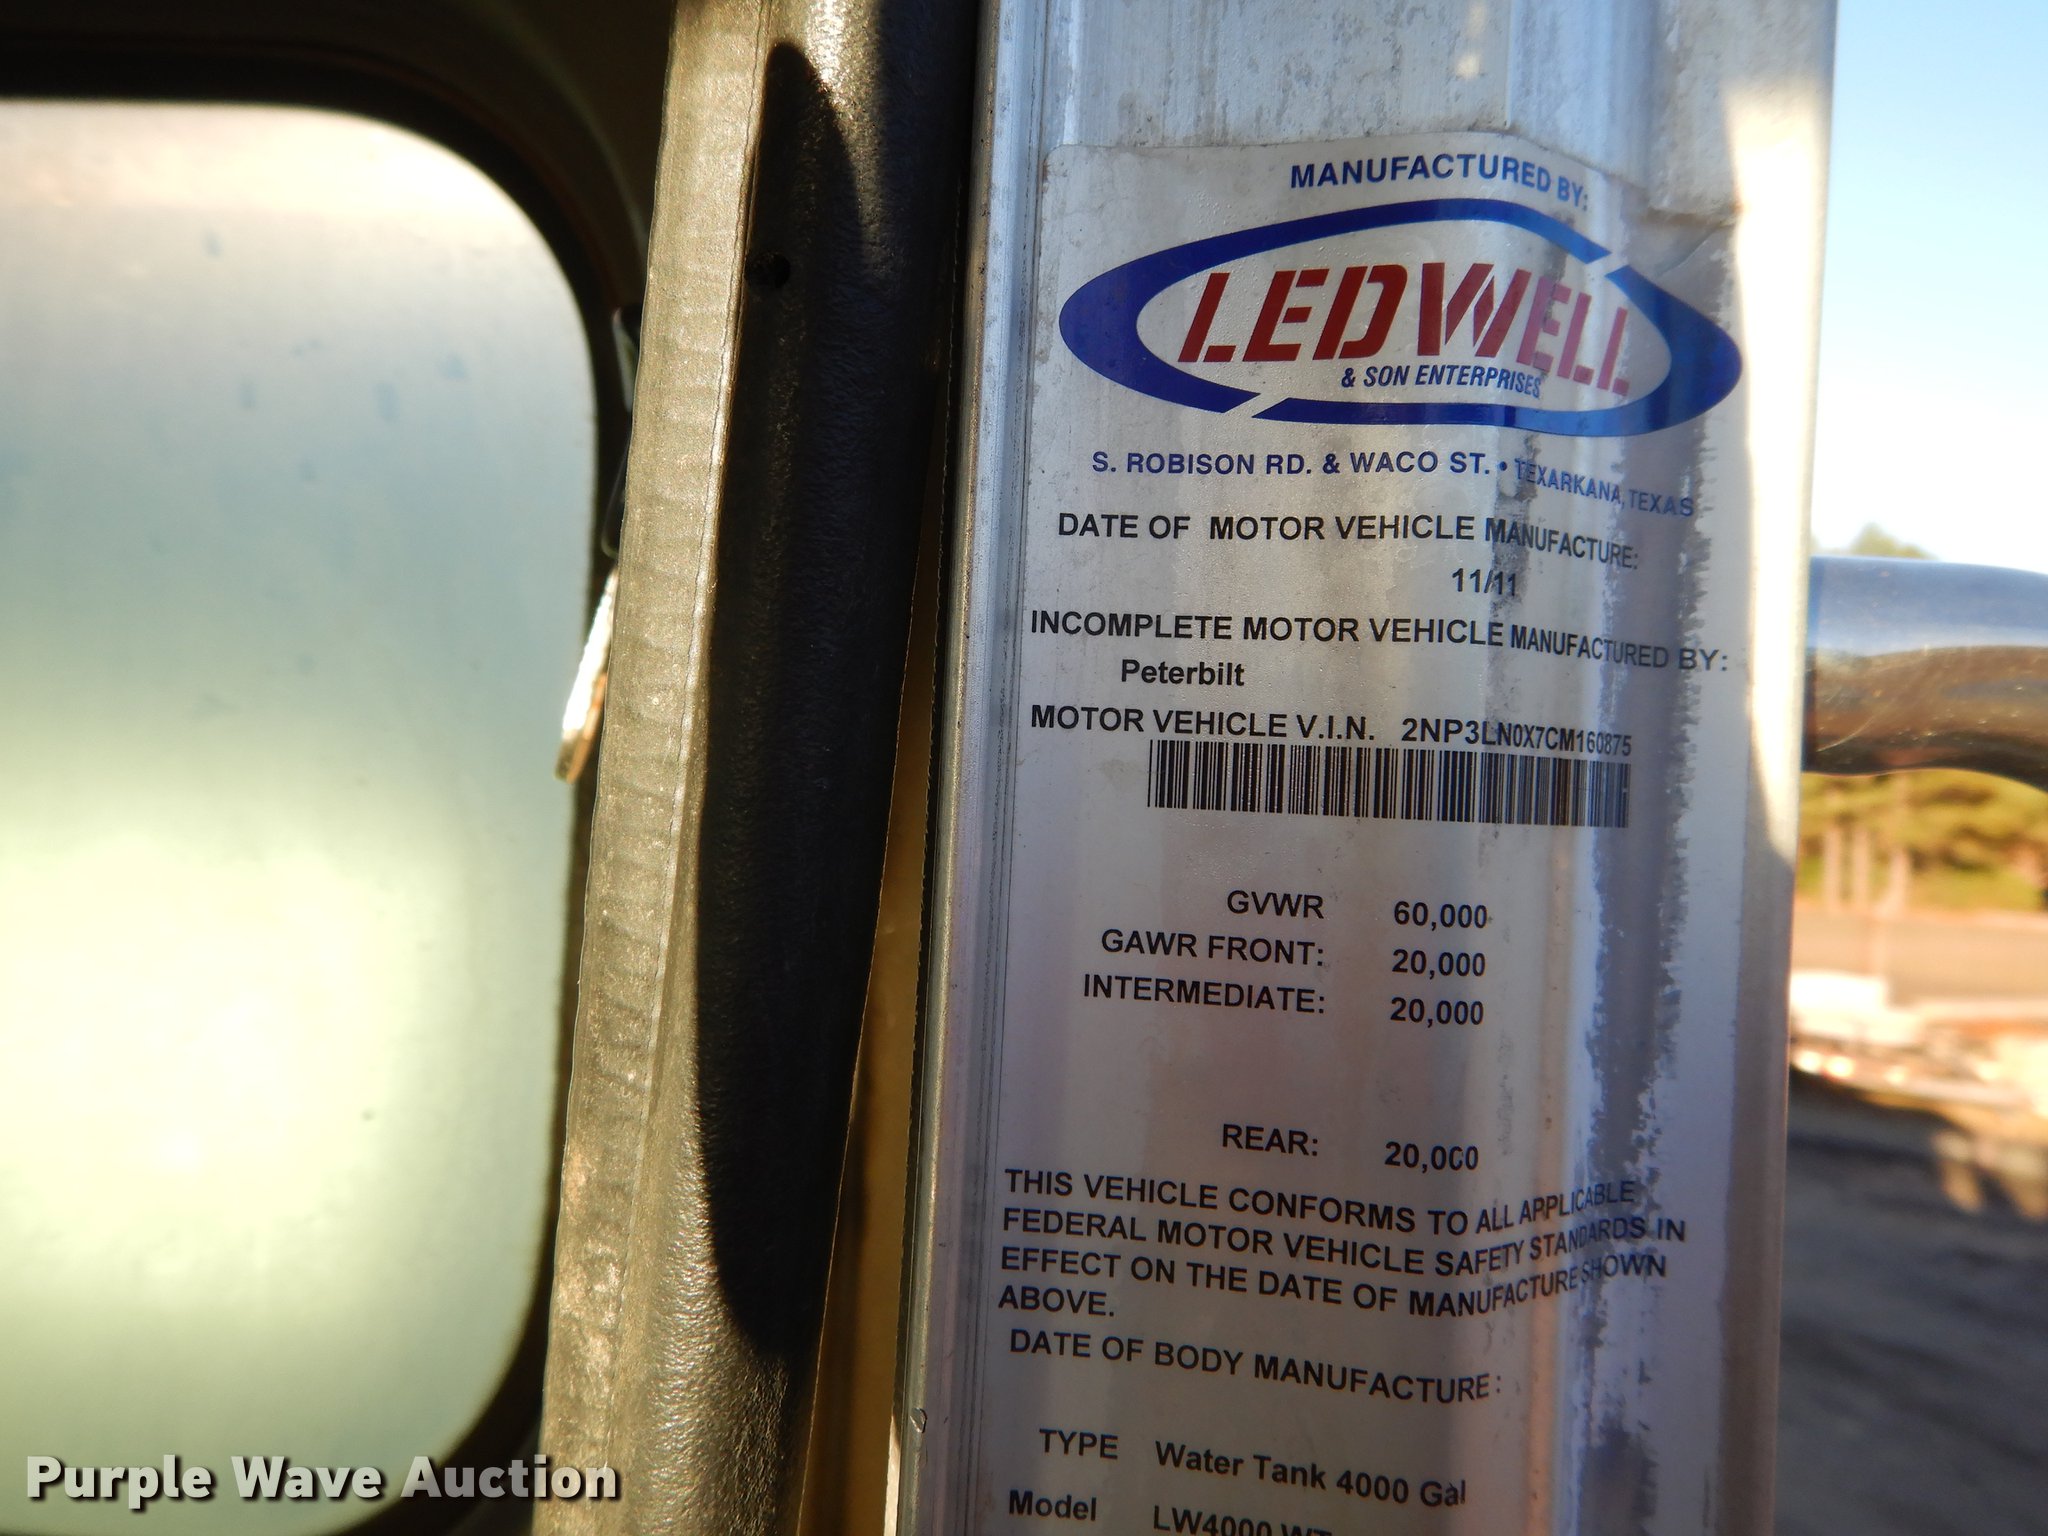 MANUFACTURED BY:
LEDWELL
& SON ENTERPRISES
S. ROBISON RD. & WACO ST. • TEXARKANA, TEXAS
DATE OF MOTOR VEHICLE MANUFACTURE:
11/11
INCOMPLETE MOTOR VEHICLE MANUFACTURED BY:
Peterbilt
MOTOR VEHICLE V.I.N. 2NP3LN0X7CM160875
GVWR 60,000
GAWR FRONT: 20,000
INTERMEDIATE: 20,000
REAR: 20,000
THIS VEHICLE CONFORMS TO ALL APPLICABLE
FEDERAL MOTOR VEHICLE SAFETY STANDARDS IN
EFFECT ON THE DATE OF MANUFACTURE SHOWN
ABOVE.
DATE OF BODY MANUFACTURE:
TYPE Water Tank 4000 Gal
Model LW4000 WT
Purple Wave Auction